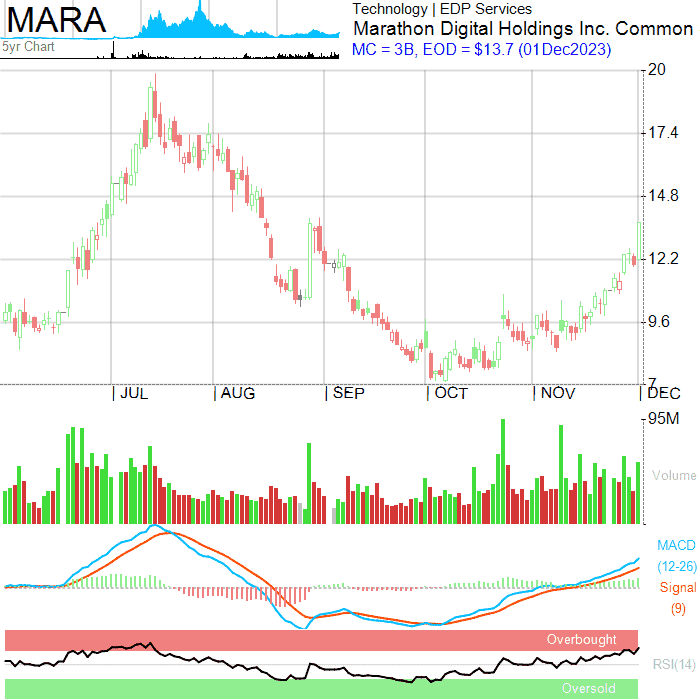 MARA
5yr Chart
Technology | EDP Services
Marathon Digital Holdings Inc. Common
MC = 3B, EOD = $13.7 (01Dec2023)
20
17.4
14.8
12.2
9.6
7
JUL
AUG
SEP
OCT
NOV
DEC
95M
Volume
MACD
(12-26)
Signal
(9)
Overbought
RSI(14)
Oversold